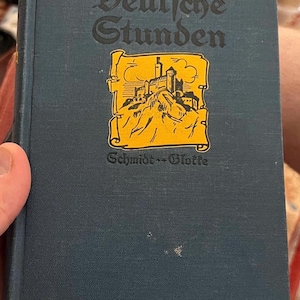 Deutsche
Stunden
Schmidt -- Glokke